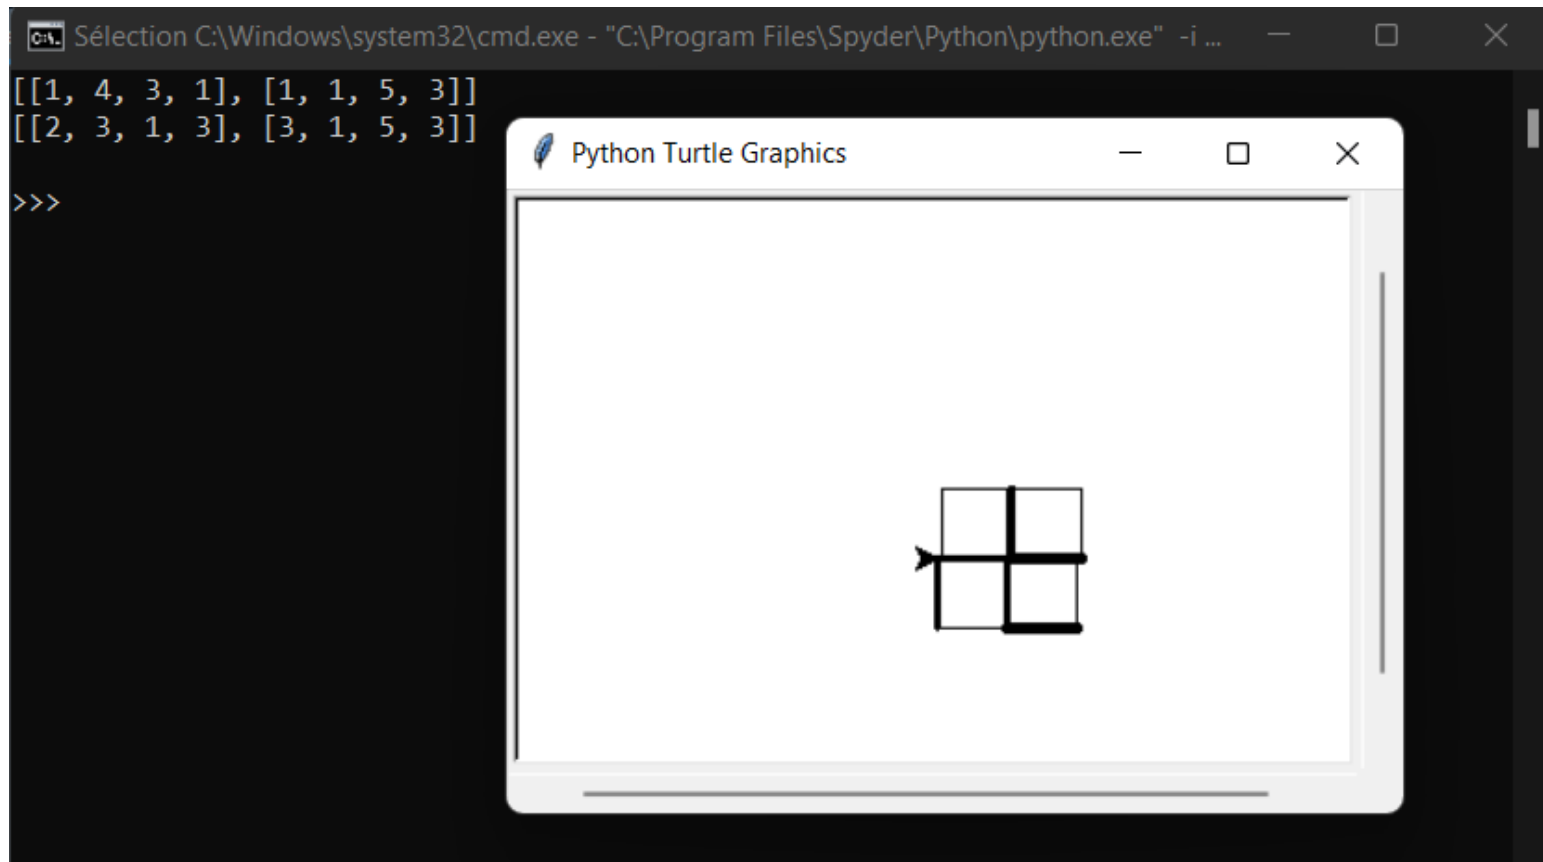 Sélection C:\Windows\system32\cmd.exe - "C:\Program Files\Spyder\Python\python.exe" -i ...
[[1, 4, 3, 1], [1, 1, 5, 3]]
[[2, 3, 1, 3], [3, 1, 5, 3]]
Python Turtle Graphics
>>>